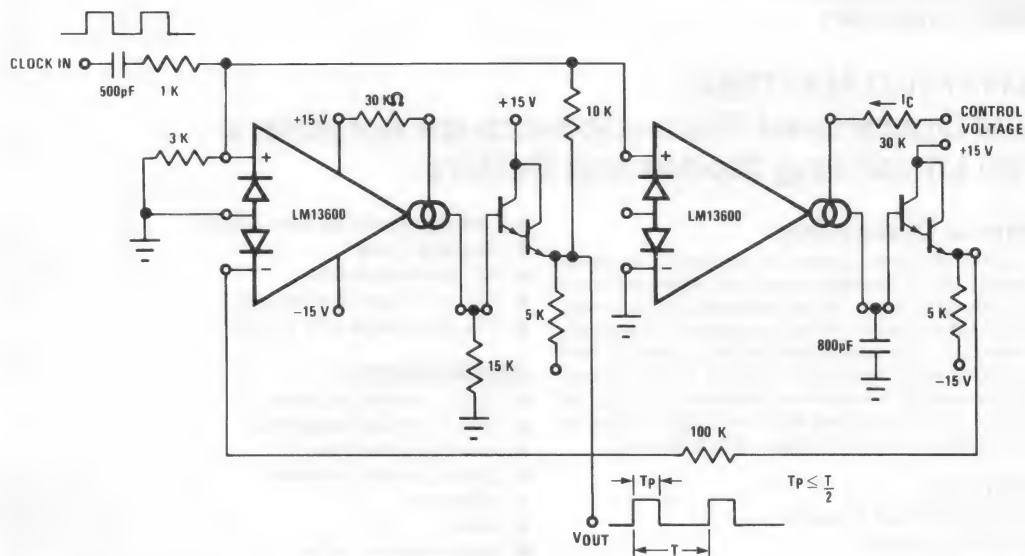 CLOCK IN
500pF
1 K
3 K
+
−
+15 V
30 KΩ
LM13600
−15 V
+15 V
10 K
5 K
15 K
+
−
LM13600
IC
30 K
CONTROL
VOLTAGE
+15 V
5 K
800pF
−15 V
100 K
TP
TP ≤ T/2
VOUT
T